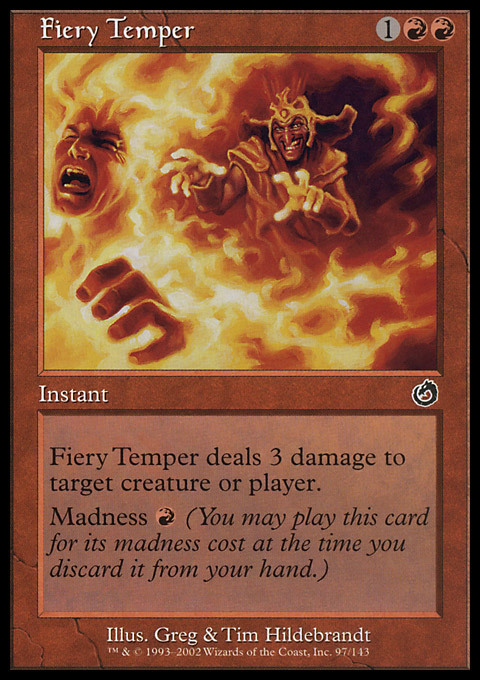 Fiery Temper 1
Instant
Fiery Temper deals 3 damage to
target creature or player.
Madness (You may play this card
for its madness cost at the time you
discard it from your hand.)
Illus. Greg & Tim Hildebrandt
™ & © 1993–2002 Wizards of the Coast, Inc. 97/143